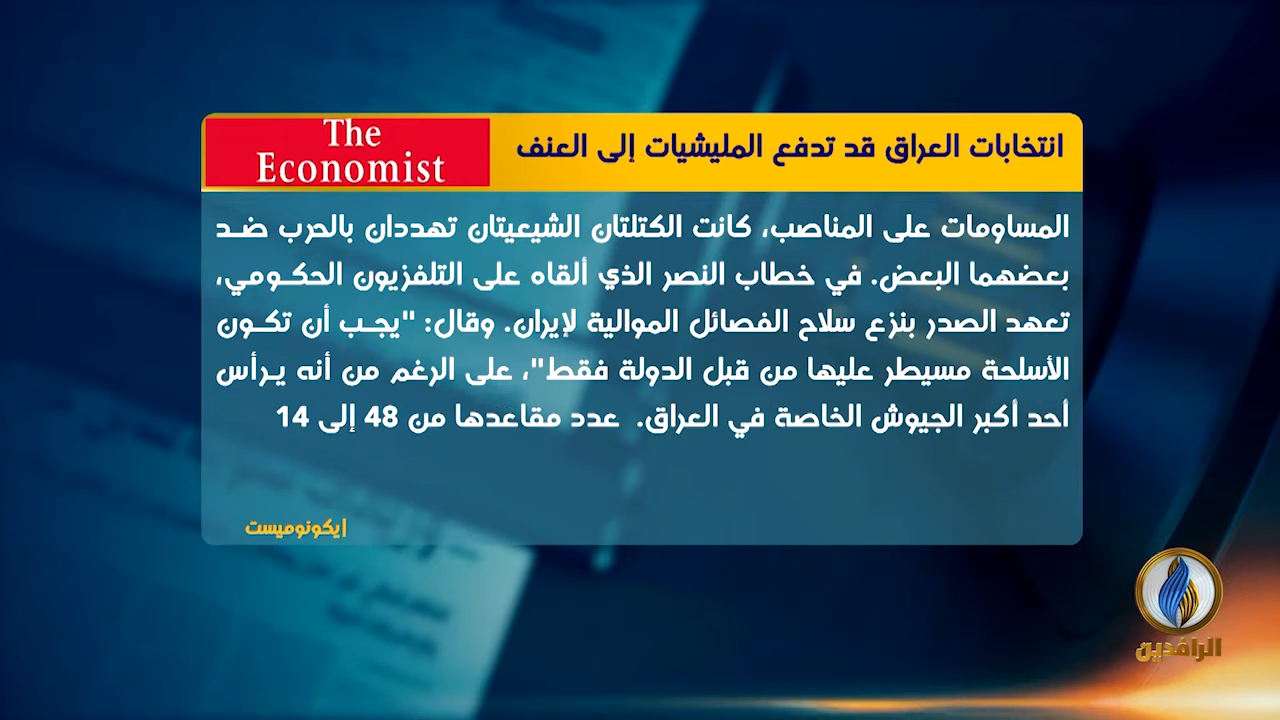 The
Economist
انتخابات العراق قد تدفع المليشيات إلى العنف
المساومات على المناصب، كانت الكتلتان الشيعيتان تهددان بالحرب ضد
بعضهما البعض. في خطاب النصر الذي ألقاه على التلفزيون الحكومي،
تعهد الصدر بنزع سلاح الفصائل الموالية لإيران. وقال: "يجب أن تكون
الأسلحة مسيطر عليها من قبل الدولة فقط"، على الرغم من أنه يرأس
أحد أكبر الجيوش الخاصة في العراق. عدد مقاعدها من 48 إلى 14
إيكونوميست
الرافدين